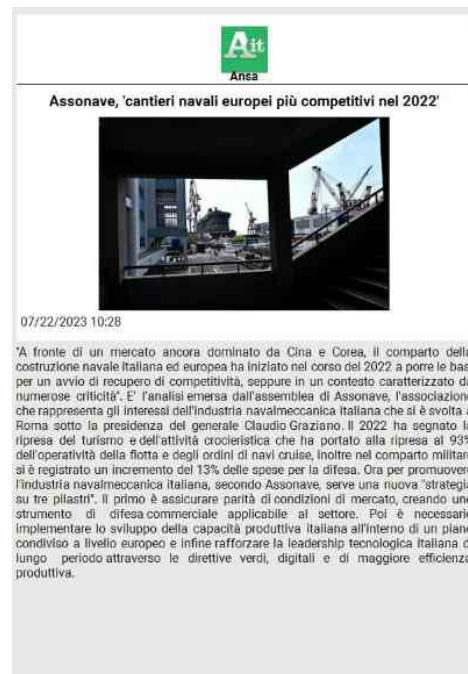 Ait
Ansa
Assonave, 'cantieri navali europei più competitivi nel 2022'
07/22/2023 10:28
"A fronte di un mercato ancora dominato da Cina e Corea, il comparto dell
costruzione navale italiana ed europea ha iniziato nel corso del 2022 a porre le bas
per un avvio di recupero di competitività, seppure in un contesto caratterizzato d
numerose criticità". E' l'analisi emersa dall'assemblea di Assonave, l'associazion
che rappresenta gli interessi dell'industria navalmeccanica italiana che si è svolta
Roma sotto la presidenza del generale Claudio Graziano. Il 2022 ha segnato l
ripresa del turismo e dell'attività crocieristica che ha portato alla ripresa al 93%
dell'operatività della flotta e degli ordini di navi cruise, inoltre nel comparto militar
si è registrato un incremento del 13% delle spese per la difesa. Ora per promuover
l'industria navalmeccanica italiana, secondo Assonave, serve una nuova "strategi
su tre pilastri". Il primo è assicurare parità di condizioni di mercato, creando un
strumento di difesa commerciale applicabile al settore. Poi è necessari
implementare lo sviluppo della capacità produttiva italiana all'interno di un pian
condiviso a livello europeo e infine rafforzare la leadership tecnologica italiana d
lungo periodo attraverso le direttive verdi, digitali e di maggiore efficienz
produttiva.